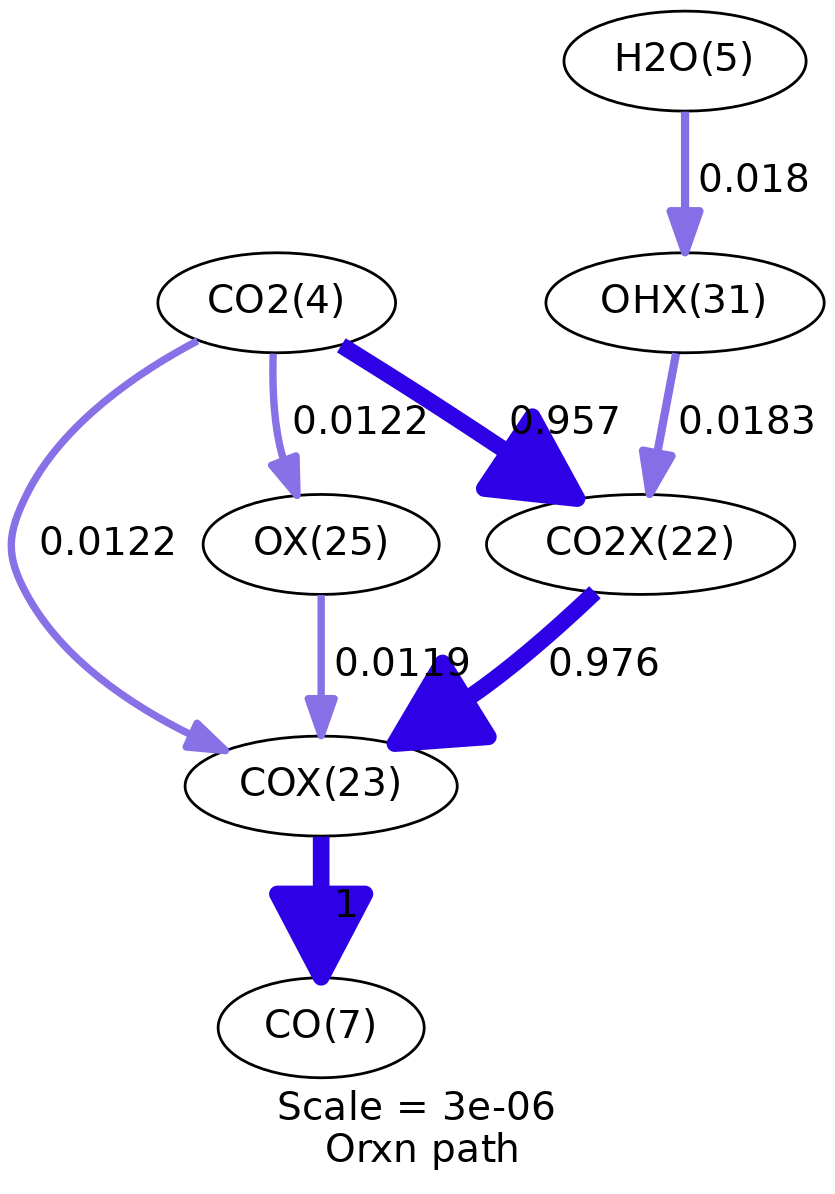 H2O(5)
0.018
CO2(4)
OHX(31)
0.0122
0.957
0.0183
0.0122
OX(25)
CO2X(22)
0.0119
0.976
COX(23)
1
CO(7)
Scale = 3e-06
Orxn path